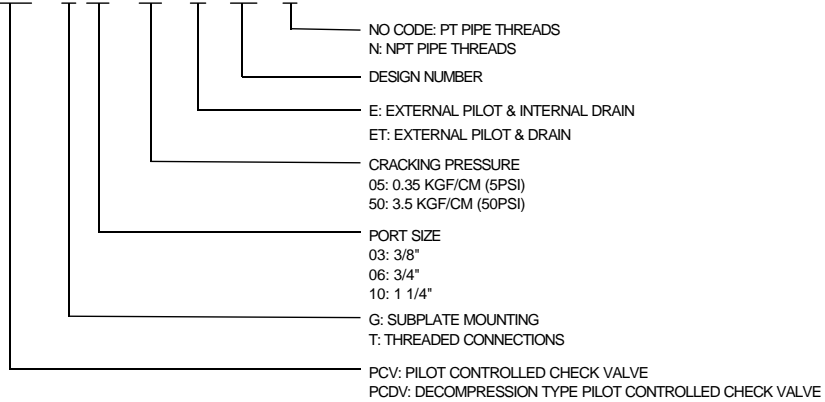 NO CODE: PT PIPE THREADS
N: NPT PIPE THREADS
DESIGN NUMBER
E: EXTERNAL PILOT & INTERNAL DRAIN
ET: EXTERNAL PILOT & DRAIN
CRACKING PRESSURE
05: 0.35 KGF/CM (5PSI)
50: 3.5 KGF/CM (50PSI)
PORT SIZE
03: 3/8"
06: 3/4"
10: 1 1/4"
G: SUBPLATE MOUNTING
T: THREADED CONNECTIONS
PCV: PILOT CONTROLLED CHECK VALVE
PCDV: DECOMPRESSION TYPE PILOT CONTROLLED CHECK VALVE